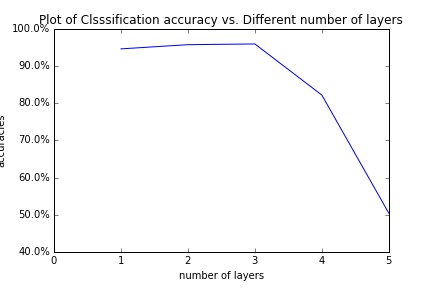 Plot of Clsssification accuracy vs. Different number of layers
100.0%
90.0%
80.0%
70.0%
60.0%
50.0%
40.0%
accuracies
0 1 2 3 4 5
number of layers